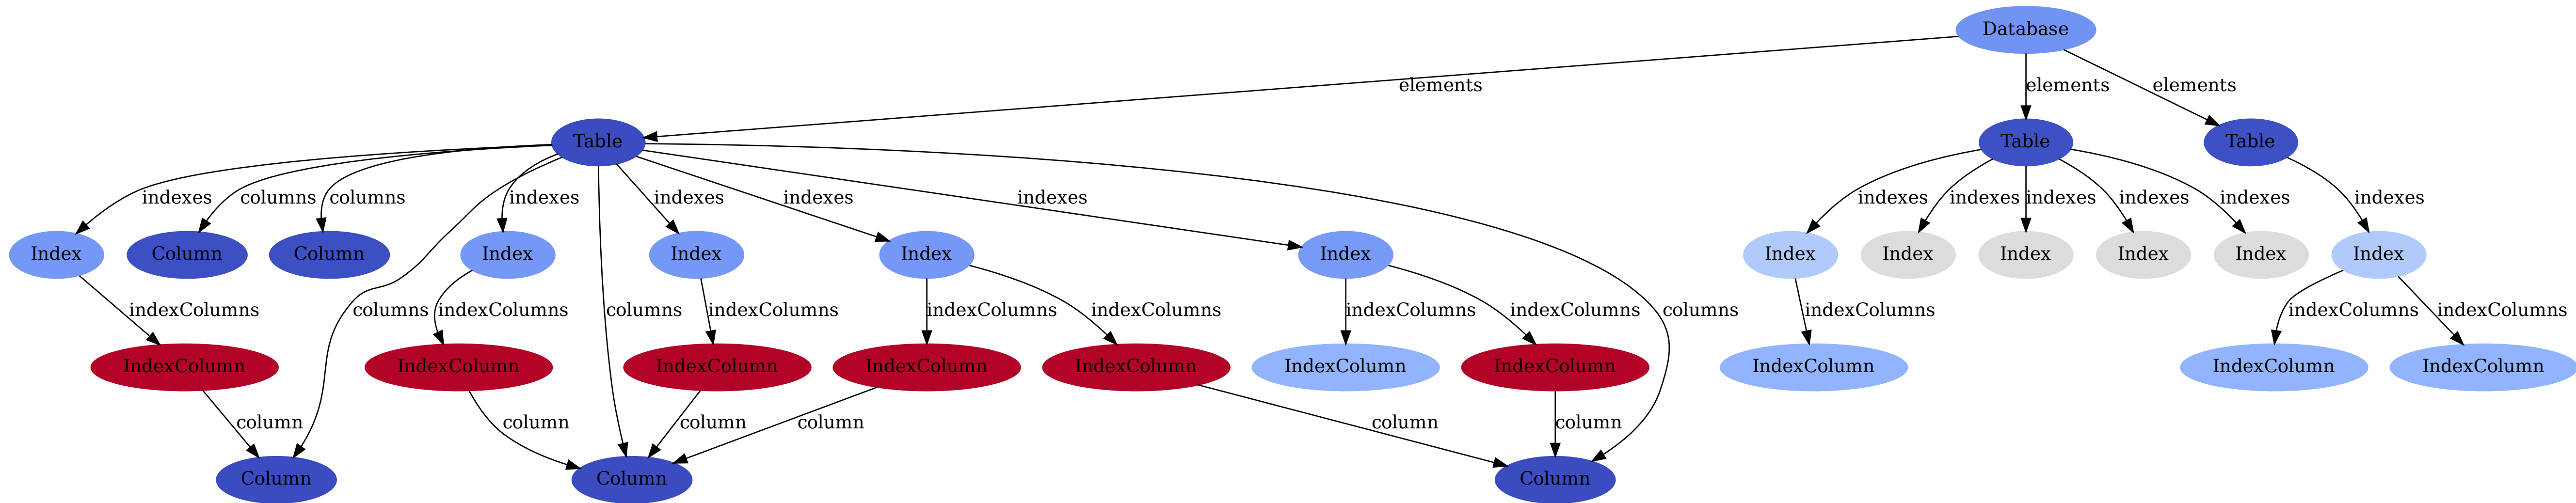 Database
elements
elements
elements
Table
Table
Table
indexes
columns
columns
indexes
indexes
indexes
indexes
indexes
indexes
indexes
indexes
indexes
indexes
Index
Column
Column
Index
Index
Index
Index
Index
Index
Index
Index
Index
Index
indexColumns
columns
indexColumns
columns
indexColumns
indexColumns
indexColumns
indexColumns
indexColumns
columns
indexColumns
indexColumns
indexColumns
IndexColumn
IndexColumn
IndexColumn
IndexColumn
IndexColumn
IndexColumn
IndexColumn
IndexColumn
IndexColumn
IndexColumn
column
column
column
column
column
column
Column
Column
Column